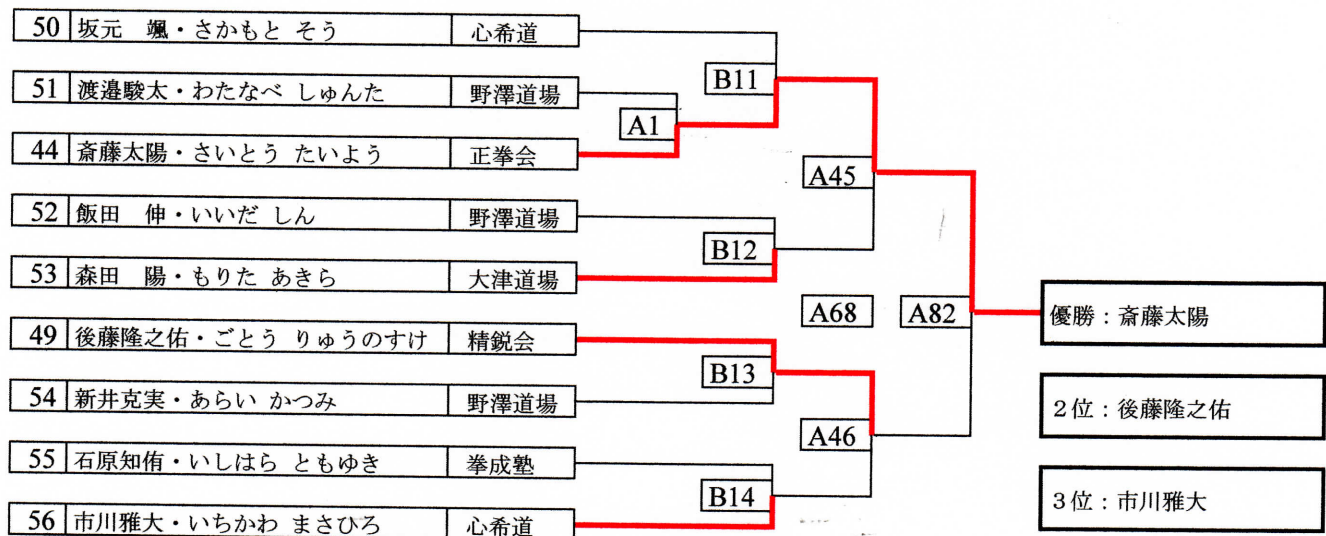 50 坂元 颯・さかもと そう 心希道
B11
51 渡邉駿太・わたなべ しゅんた 野澤道場
A1
44 斎藤太陽・さいとう たいよう 正拳会
A45
52 飯田 伸・いいだ しん 野澤道場
B12
53 森田 陽・もりた あきら 大津道場
A68 A82 優勝：斎藤太陽
49 後藤隆之佑・ごとう りゅうのすけ 精鋭会
B13
54 新井克実・あらい かつみ 野澤道場
2位：後藤隆之佑
A46
55 石原知侑・いしはら ともゆき 拳成塾
B14
3位：市川雅大
56 市川雅大・いちかわ まさひろ 心希道